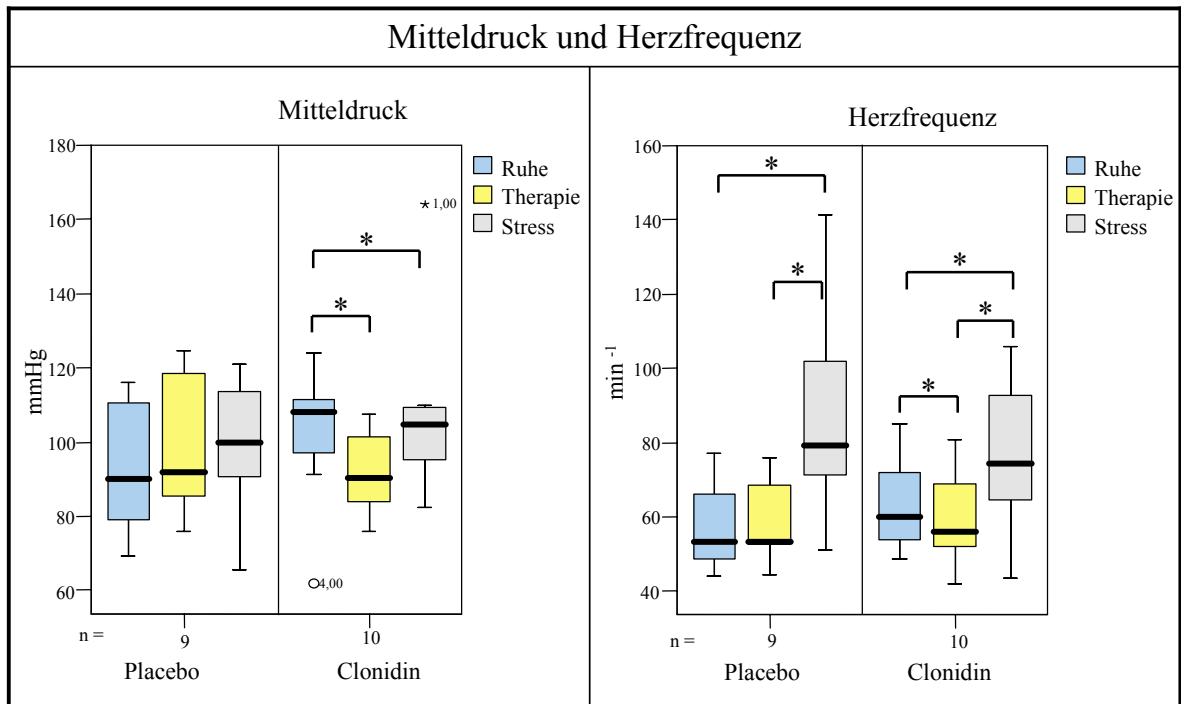 Mitteldruck und Herzfrequenz
Mitteldruck
180
160
140
120
100
80
60
mmHg
Ruhe
Therapie
Stress
* 1,00
*
*
4,00
n =
9
10
Placebo
Clonidin
Herzfrequenz
160
140
120
100
80
60
40
min -1
Ruhe
Therapie
Stress
*
*
*
*
*
n =
9
10
Placebo
Clonidin